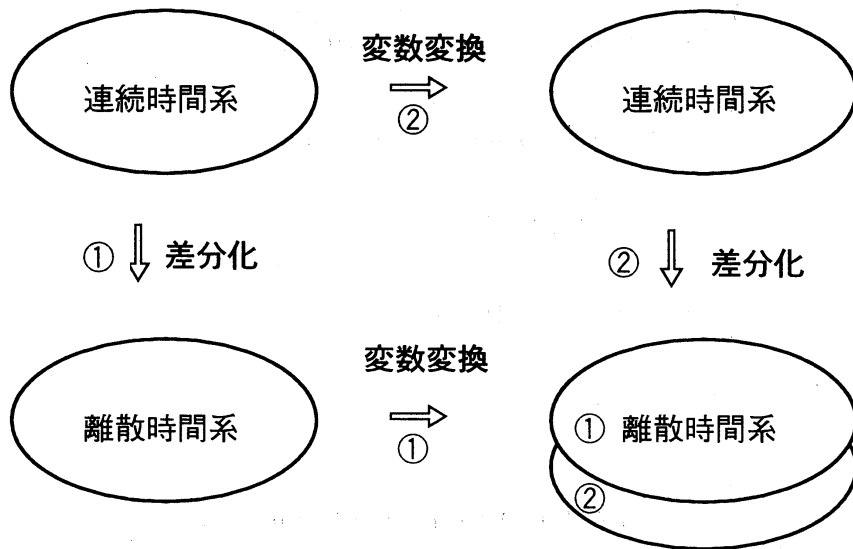 変数変換
連続時間系
②
連続時間系
① 差分化
② 差分化
変数変換
離散時間系
①
① 離散時間系
②